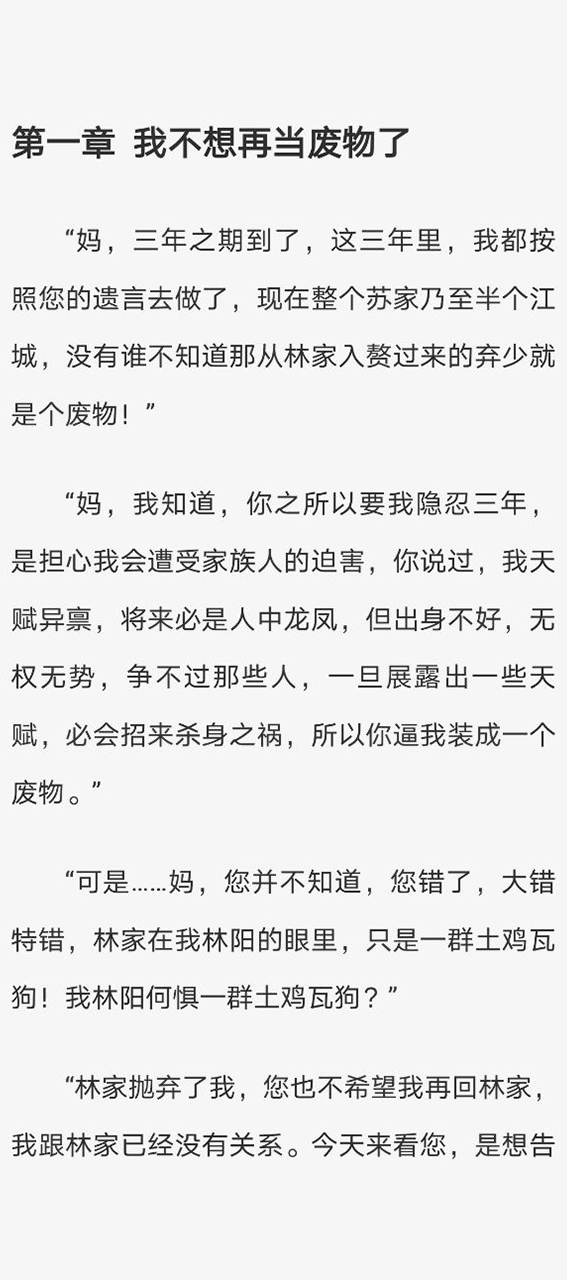 第一章 我不想再当废物了
“妈，三年之期到了，这三年里，我都按
照您的遗言去做了，现在整个苏家乃至半个江
城，没有谁不知道那从林家入赘过来的弃少就
是个废物！”
“妈，我知道，你之所以要我隐忍三年，
是担心我会遭受家族人的迫害，你说过，我天
赋异禀，将来必是人中龙凤，但出身不好，无
权无势，争不过那些人，一旦展露出一些天
赋，必会招来杀身之祸，所以你逼我装成一个
废物。”
“可是……妈，您并不知道，您错了，大错
特错，林家在我林阳的眼里，只是一群土鸡瓦
狗！我林阳何惧一群土鸡瓦狗？”
“林家抛弃了我，您也不希望我再回林家，
我跟林家已经没有关系。今天来看您，是想告